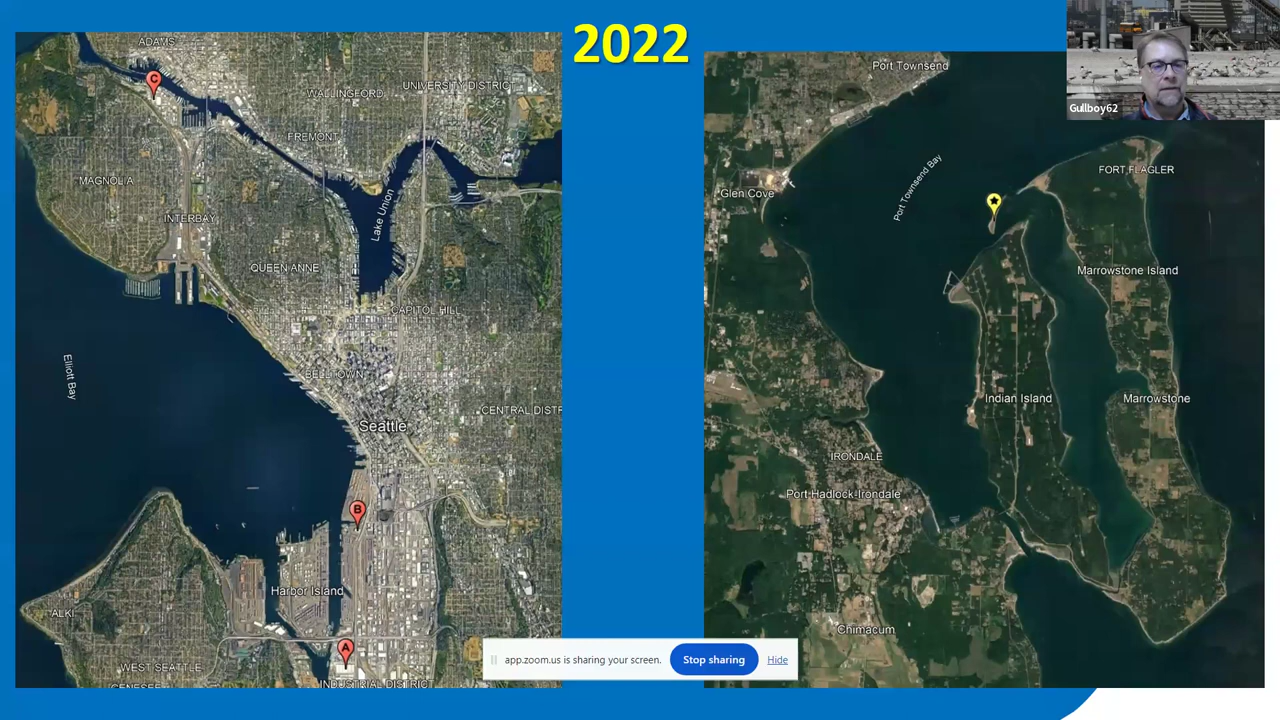 2022
ADAMS
C
WALLINGFORD
UNIVERSITY DISTRICT
FREMONT
MAGNOLIA
INTERBAY
Lake Union
QUEEN ANNE
CAPITOL HILL
Elliott Bay
BELLTOWN
CENTRAL DISTR
Seattle
B
Harbor Island
ALKI
A
WEST SEATTLE
GENESEE
INDUSTRIAL DISTRICT
Port Townsend
Port Townsend Bay
FORT FLAGLER
Glen Cove
Marrowstone Island
Indian Island
Marrowstone
IRONDALE
Port Hadlock-Irondale
Chimacum
Gullboy62
app.zoom.us is sharing your screen.
Stop sharing
Hide